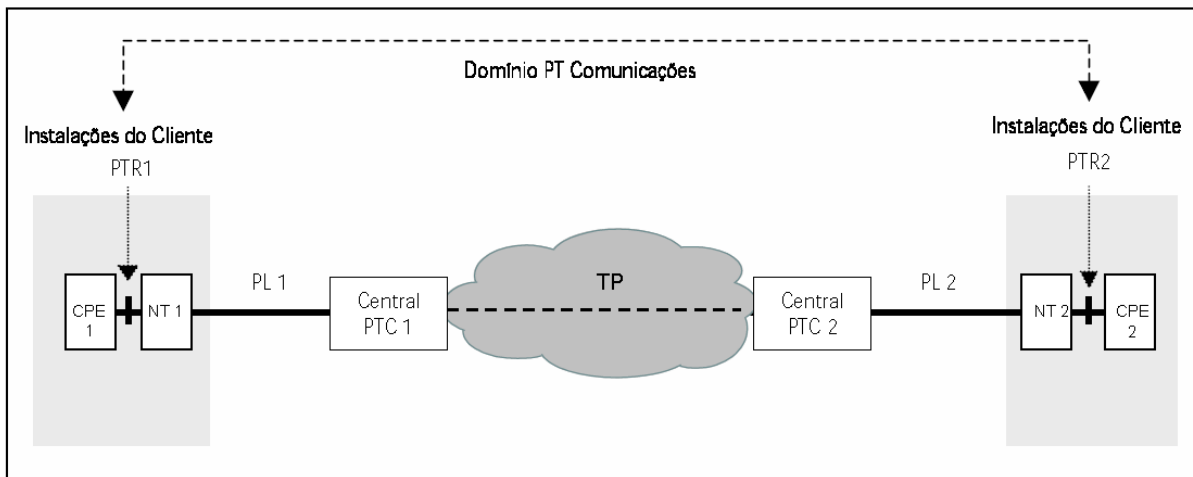 Domínio PT Comunicações
Instalações do Cliente
PTR1
Instalações do Cliente
PTR2
CPE
1
NT 1
PL 1
Central
PTC 1
TP
Central
PTC 2
PL 2
NT 2
CPE
2